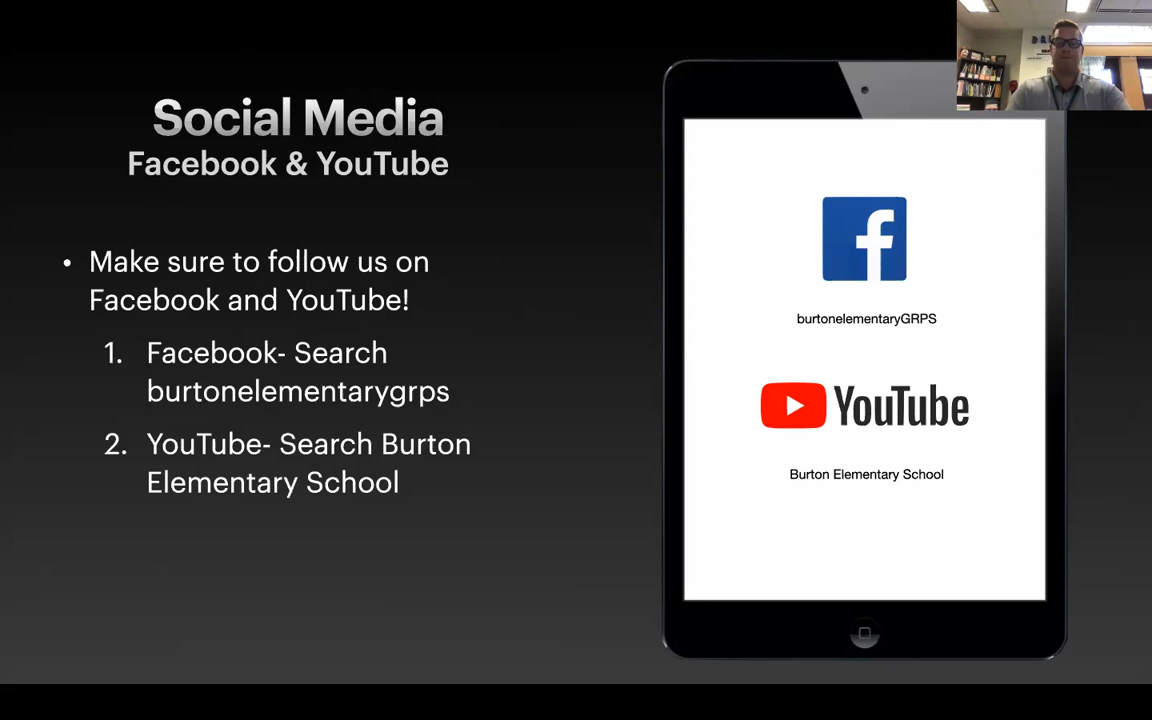 Social Media
Facebook & YouTube
• Make sure to follow us on
Facebook and YouTube!
1. Facebook- Search
burtonelementarygrps
2. YouTube- Search Burton
Elementary School
f
burtonelementaryGRPS
YouTube
Burton Elementary School